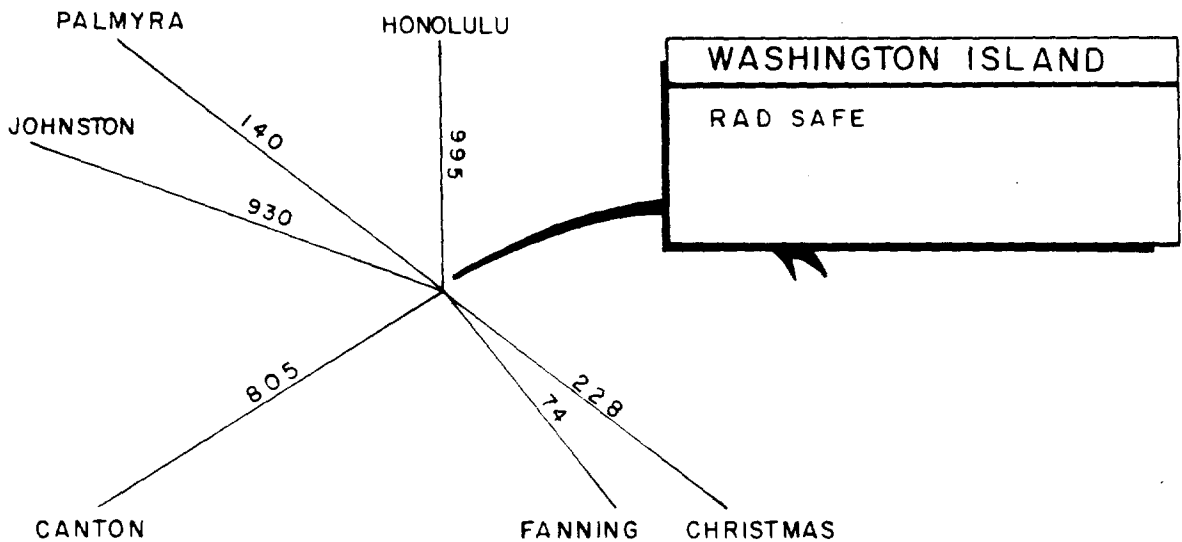 PALMYRA
HONOLULU
WASHINGTON ISLAND
RAD SAFE
JOHNSTON
140
995
930
805
228
74
CANTON
FANNING
CHRISTMAS